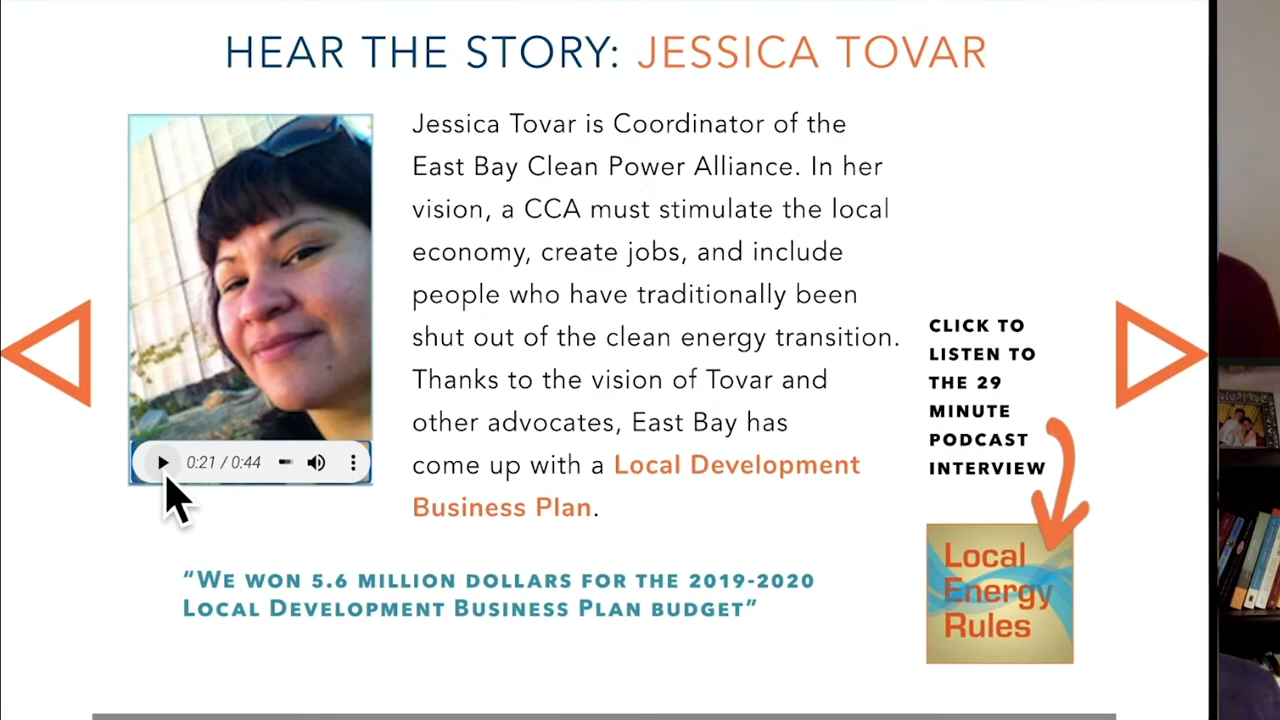 HEAR THE STORY: JESSICA TOVAR
Jessica Tovar is Coordinator of the
East Bay Clean Power Alliance. In her
vision, a CCA must stimulate the local
economy, create jobs, and include
people who have traditionally been
shut out of the clean energy transition.
Thanks to the vision of Tovar and
other advocates, East Bay has
come up with a Local Development
Business Plan.
0:21 / 0:44
CLICK TO
LISTEN TO
THE 29
MINUTE
PODCAST
INTERVIEW
Local
Energy
Rules
“WE WON 5.6 MILLION DOLLARS FOR THE 2019-2020
LOCAL DEVELOPMENT BUSINESS PLAN BUDGET”